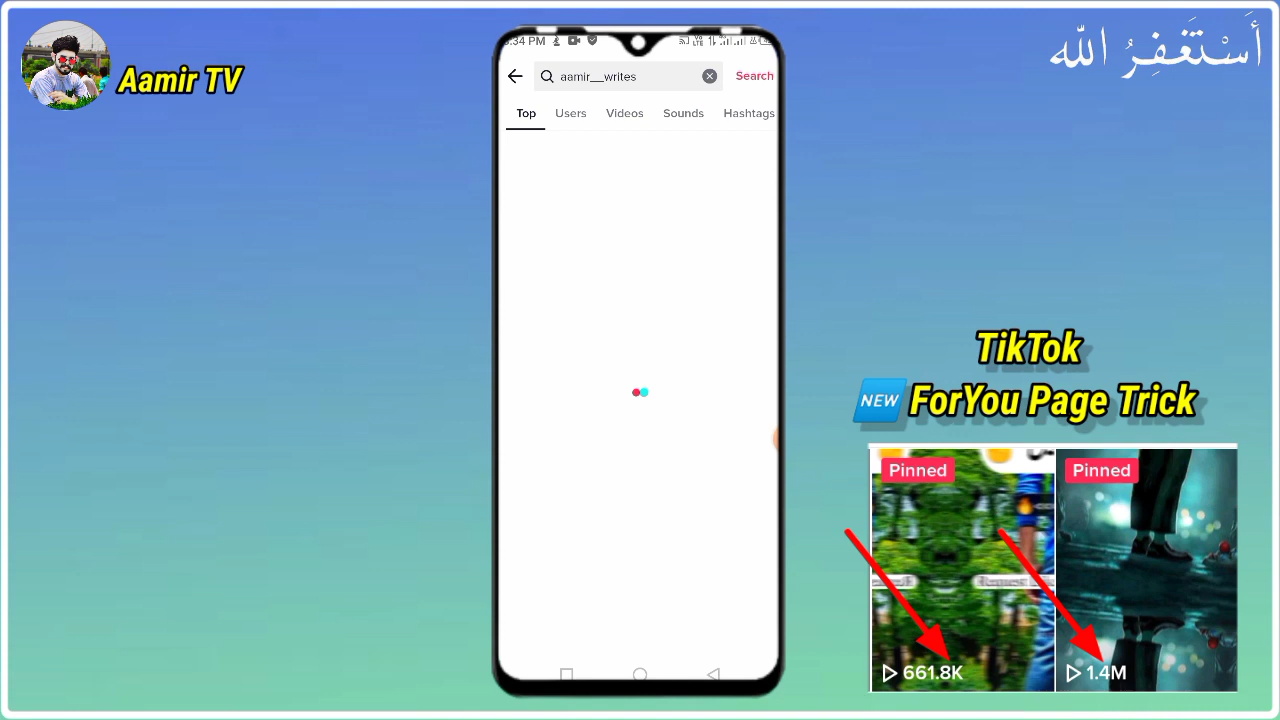 Aamir TV
أَسْتَغْفِرُ اللّٰه
:34 PM
aamir__writes
Search
Top Users Videos Sounds Hashtags
TikTok
NEW ForYou Page Trick
Pinned
Pinned
661.8K
1.4M